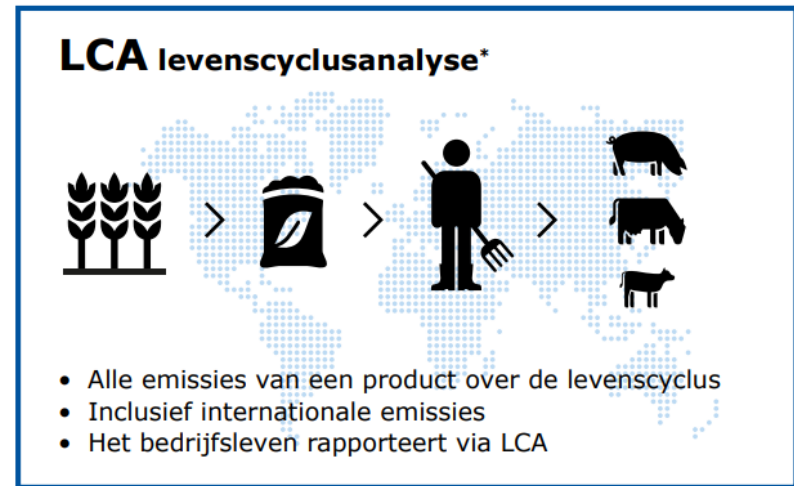 LCA levenscyclusanalyse*
• Alle emissies van een product over de levenscyclus
• Inclusief internationale emissies
• Het bedrijfsleven rapporteert via LCA